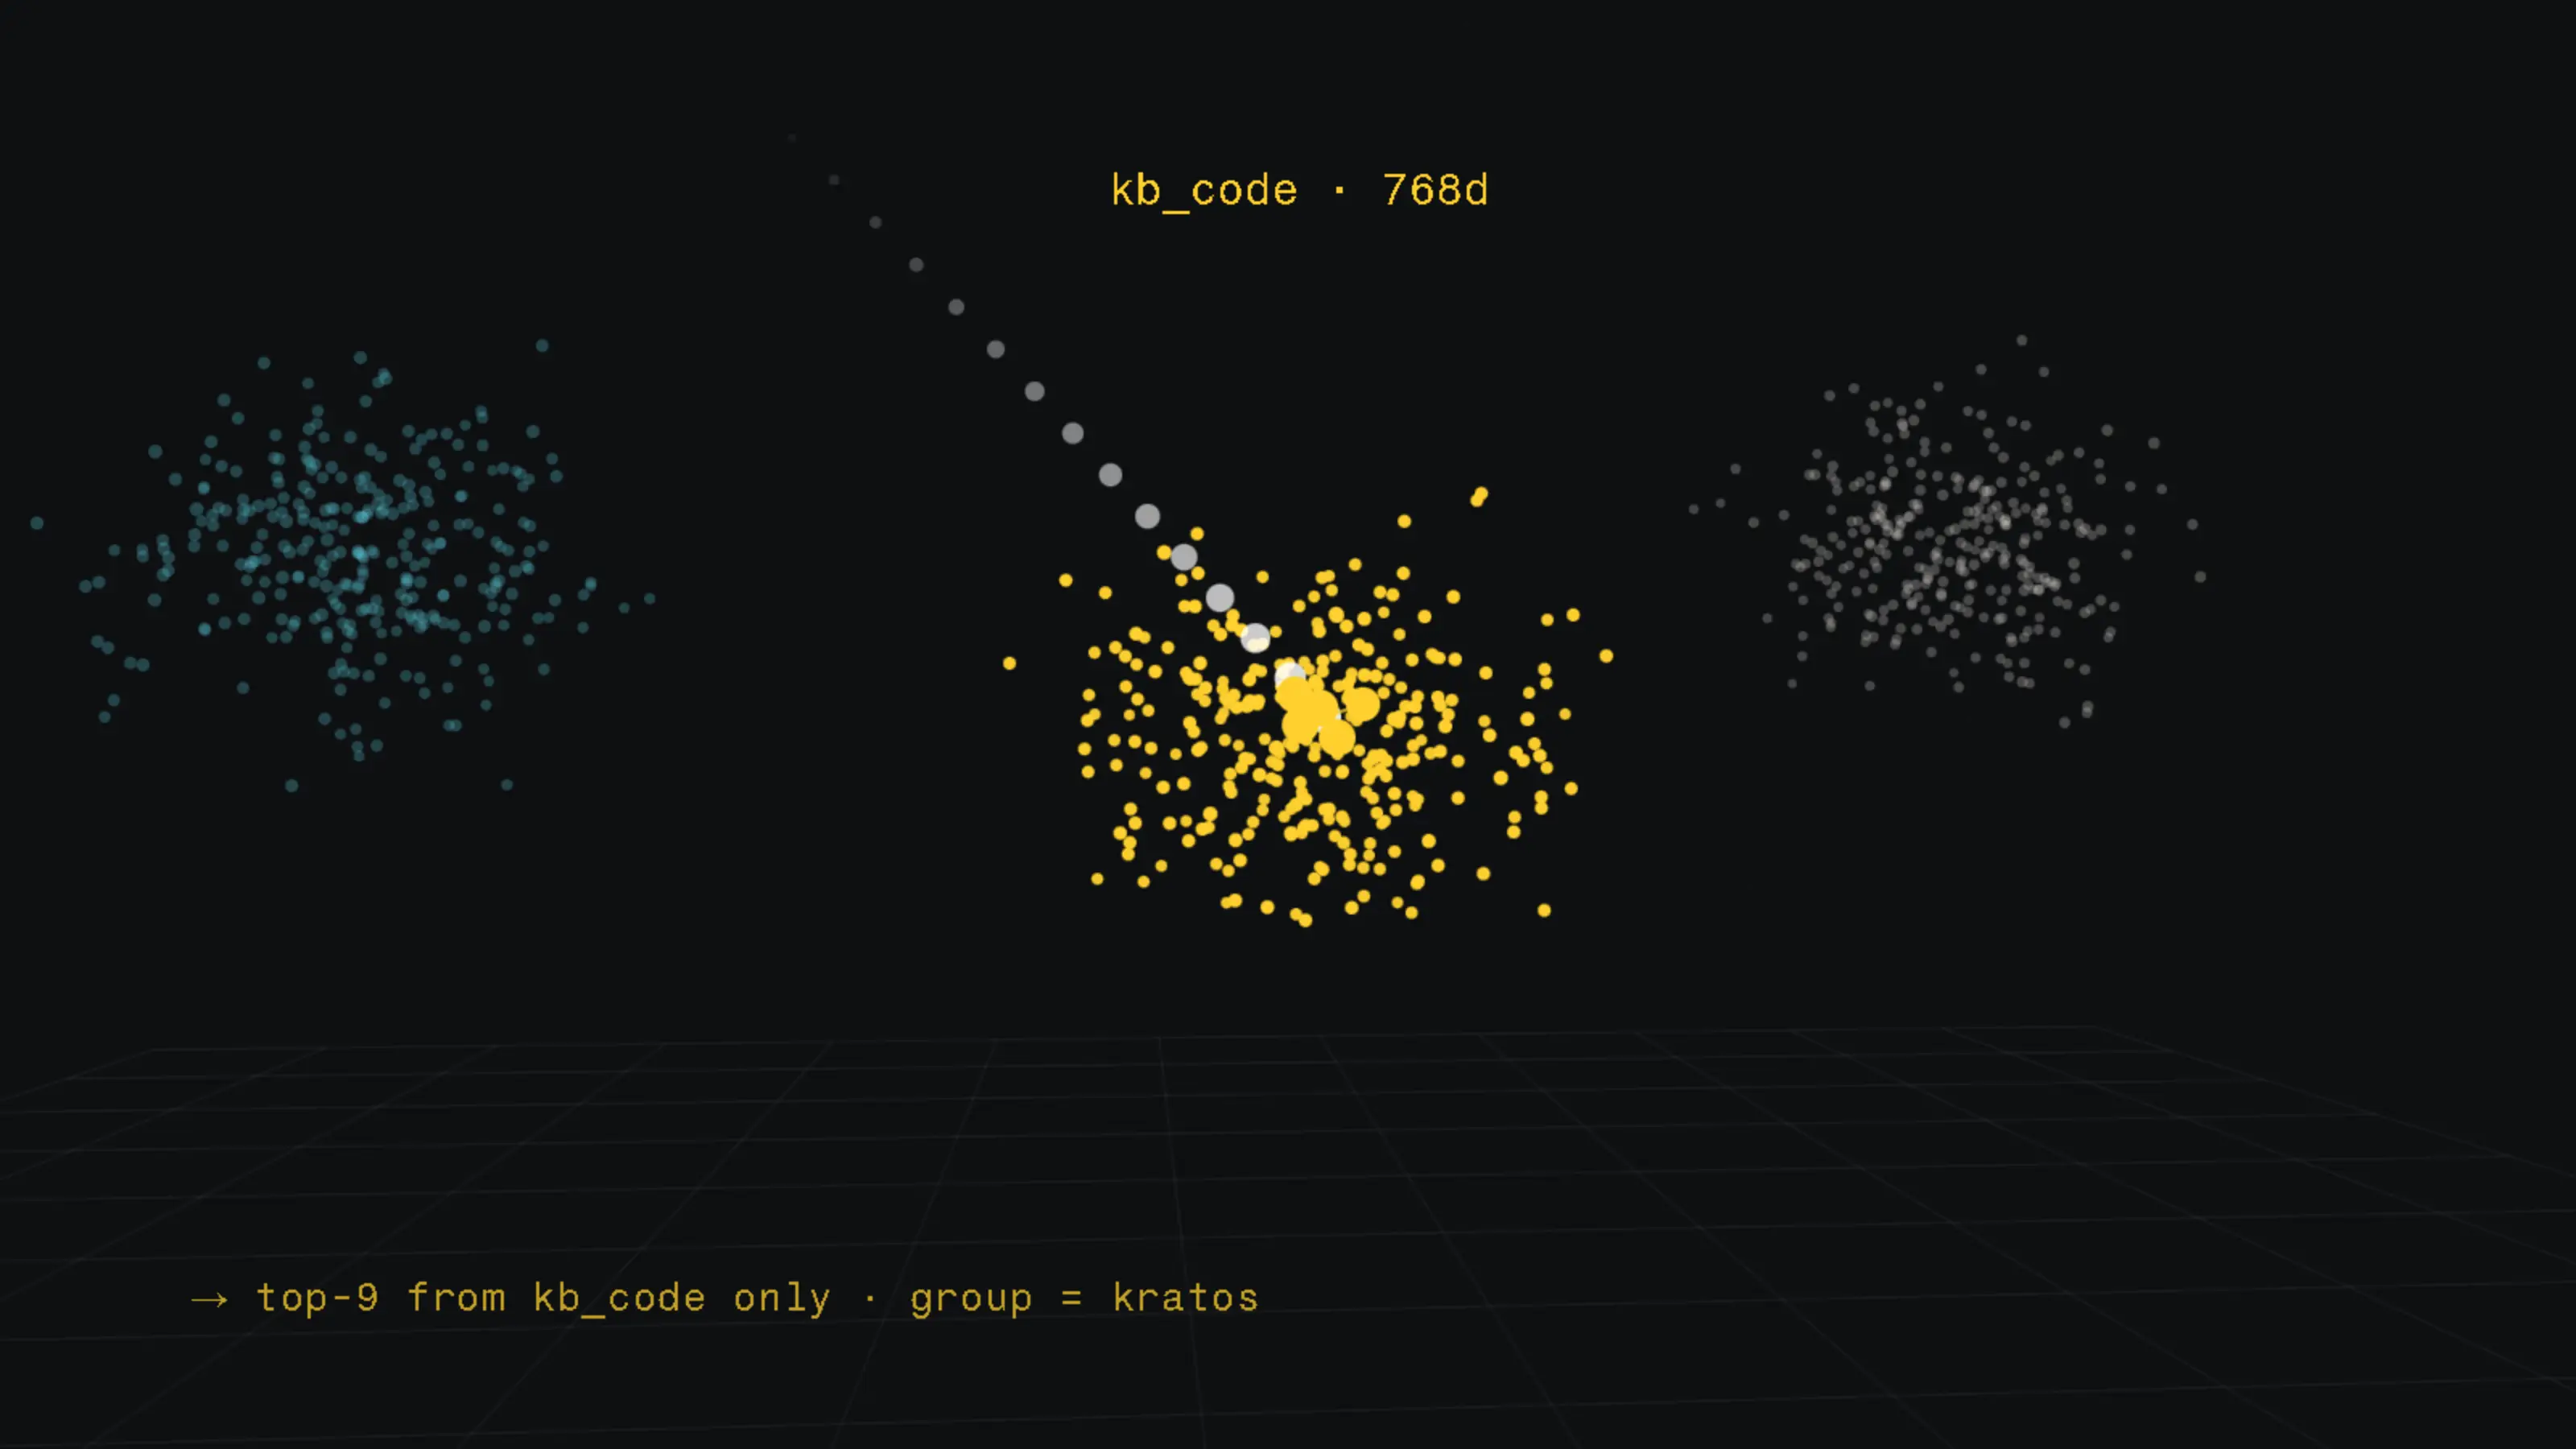 kb_code · 768d
→ top-9 from kb_code only · group = kratos